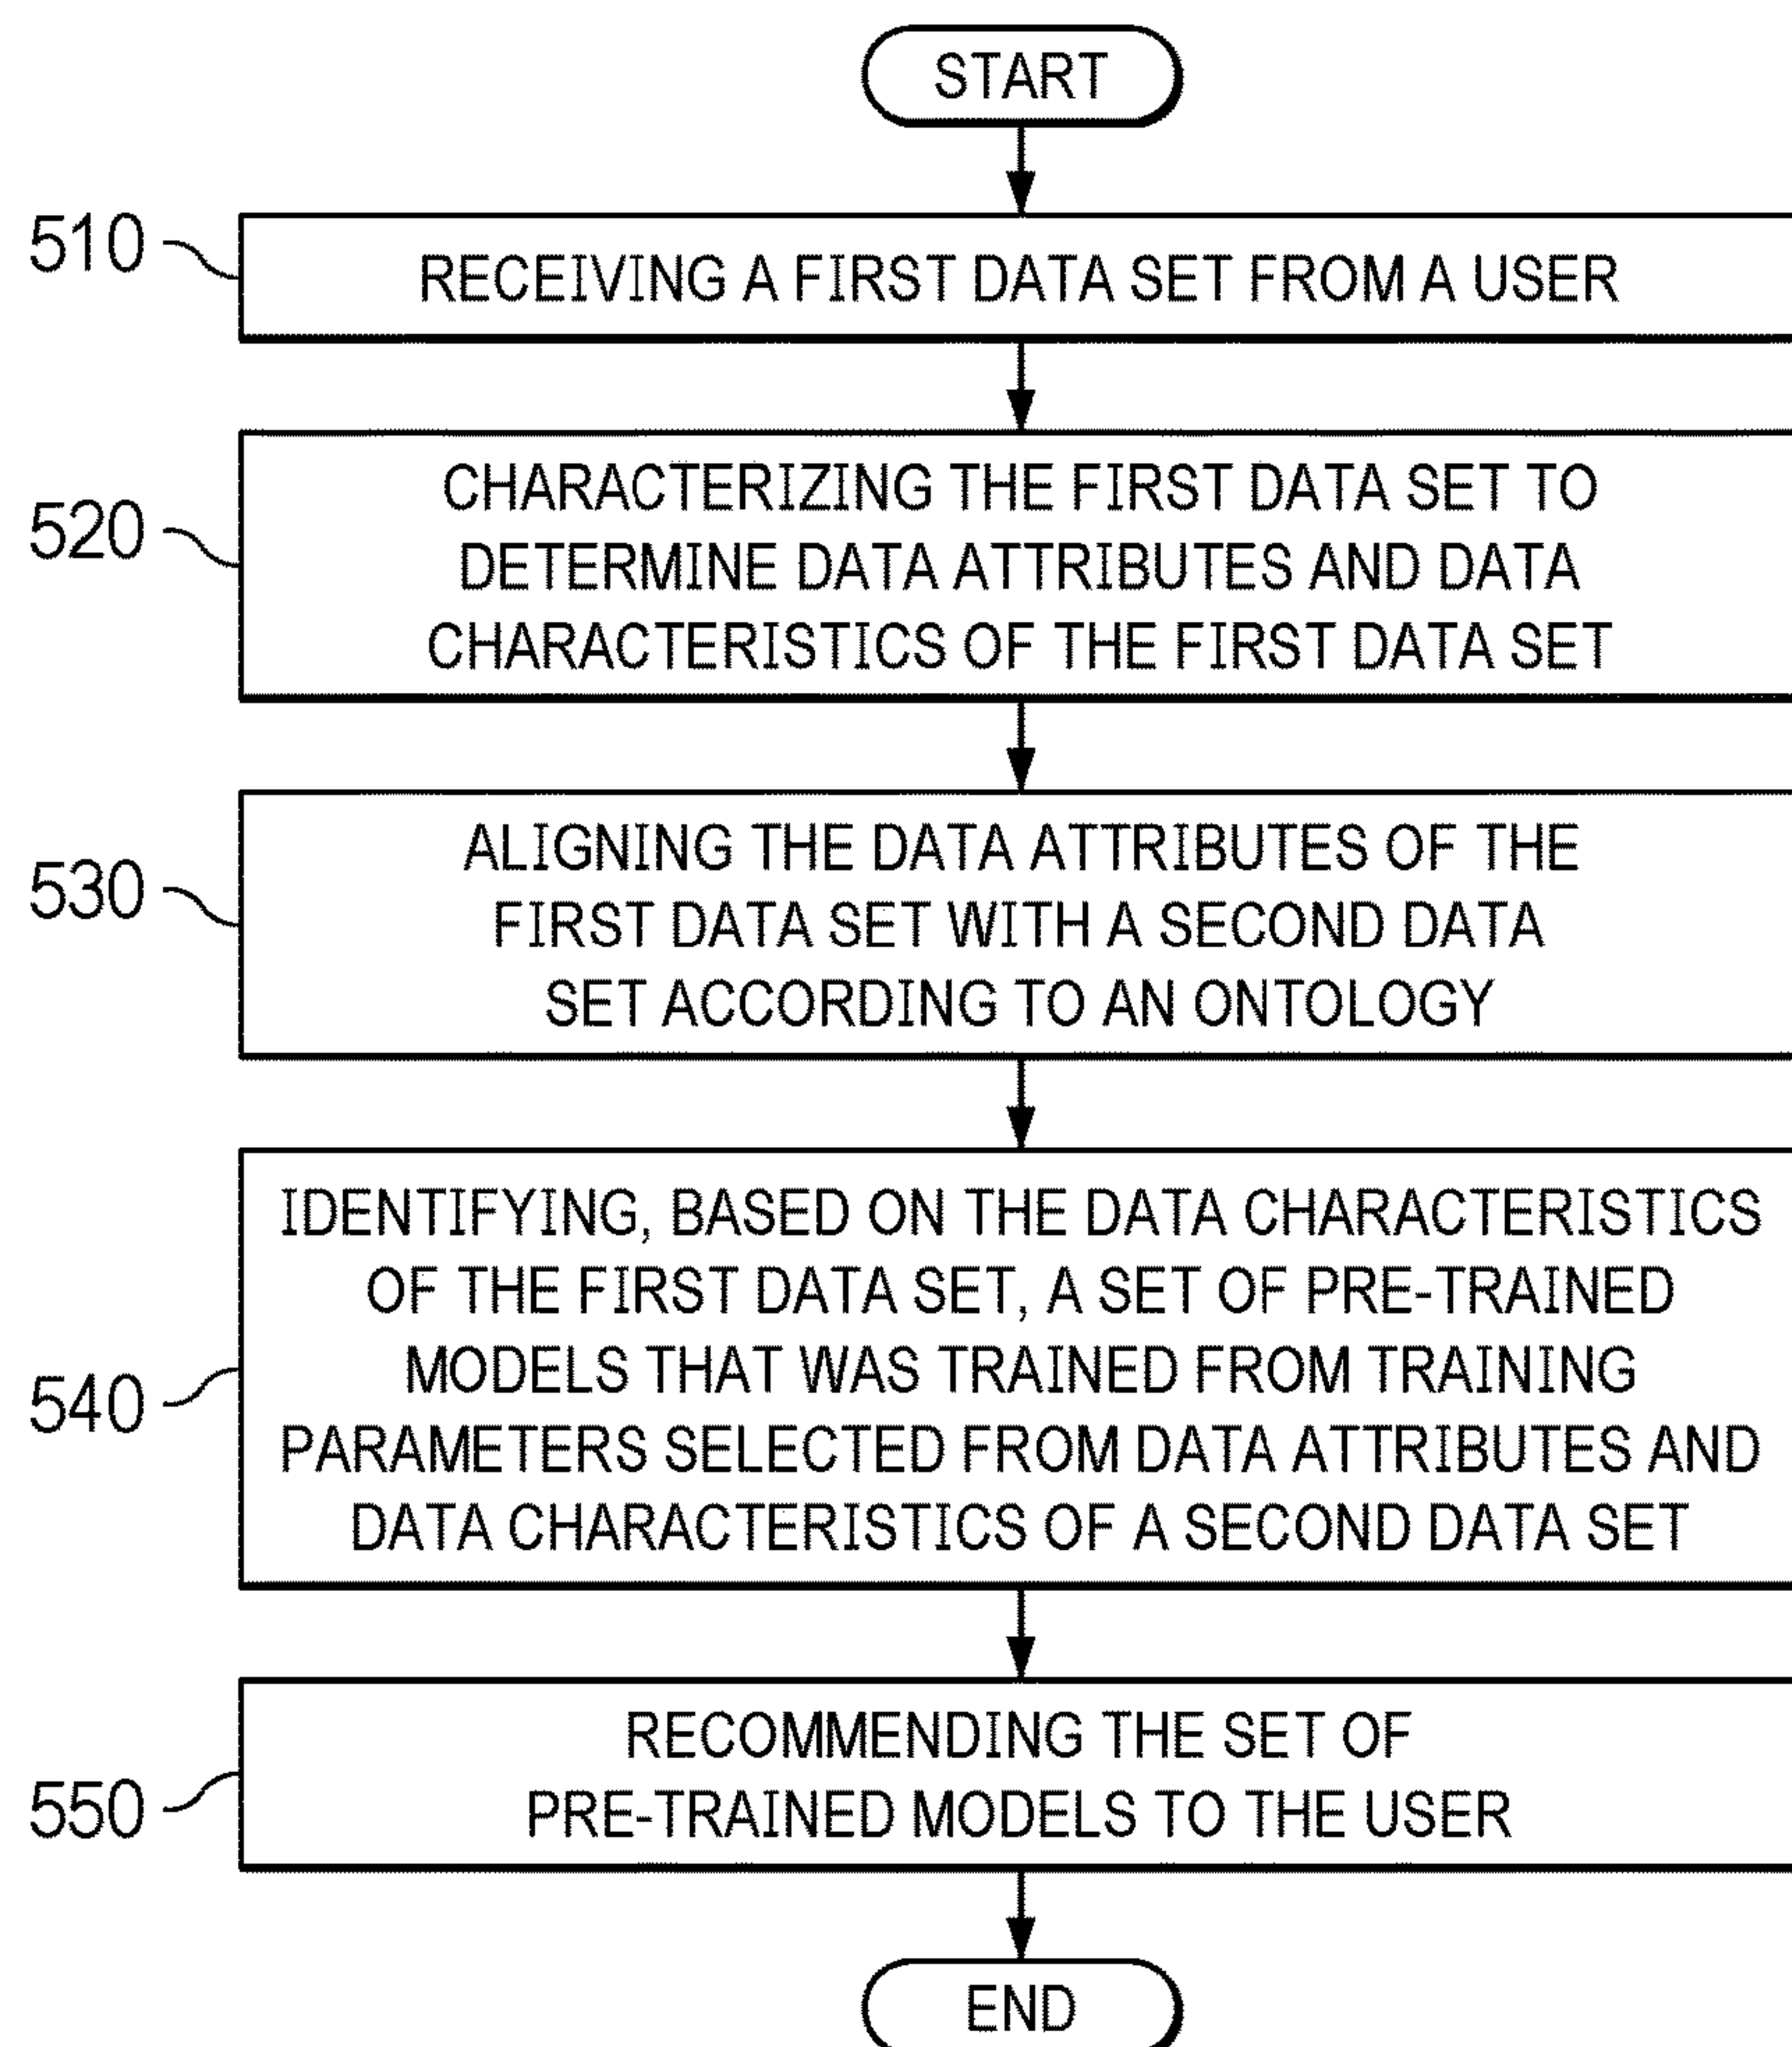 START
510
RECEIVING A FIRST DATA SET FROM A USER
520
CHARACTERIZING THE FIRST DATA SET TO
DETERMINE DATA ATTRIBUTES AND DATA
CHARACTERISTICS OF THE FIRST DATA SET
530
ALIGNING THE DATA ATTRIBUTES OF THE
FIRST DATA SET WITH A SECOND DATA
SET ACCORDING TO AN ONTOLOGY
540
IDENTIFYING, BASED ON THE DATA CHARACTERISTICS
OF THE FIRST DATA SET, A SET OF PRE-TRAINED
MODELS THAT WAS TRAINED FROM TRAINING
PARAMETERS SELECTED FROM DATA ATTRIBUTES AND
DATA CHARACTERISTICS OF A SECOND DATA SET
550
RECOMMENDING THE SET OF
PRE-TRAINED MODELS TO THE USER
END